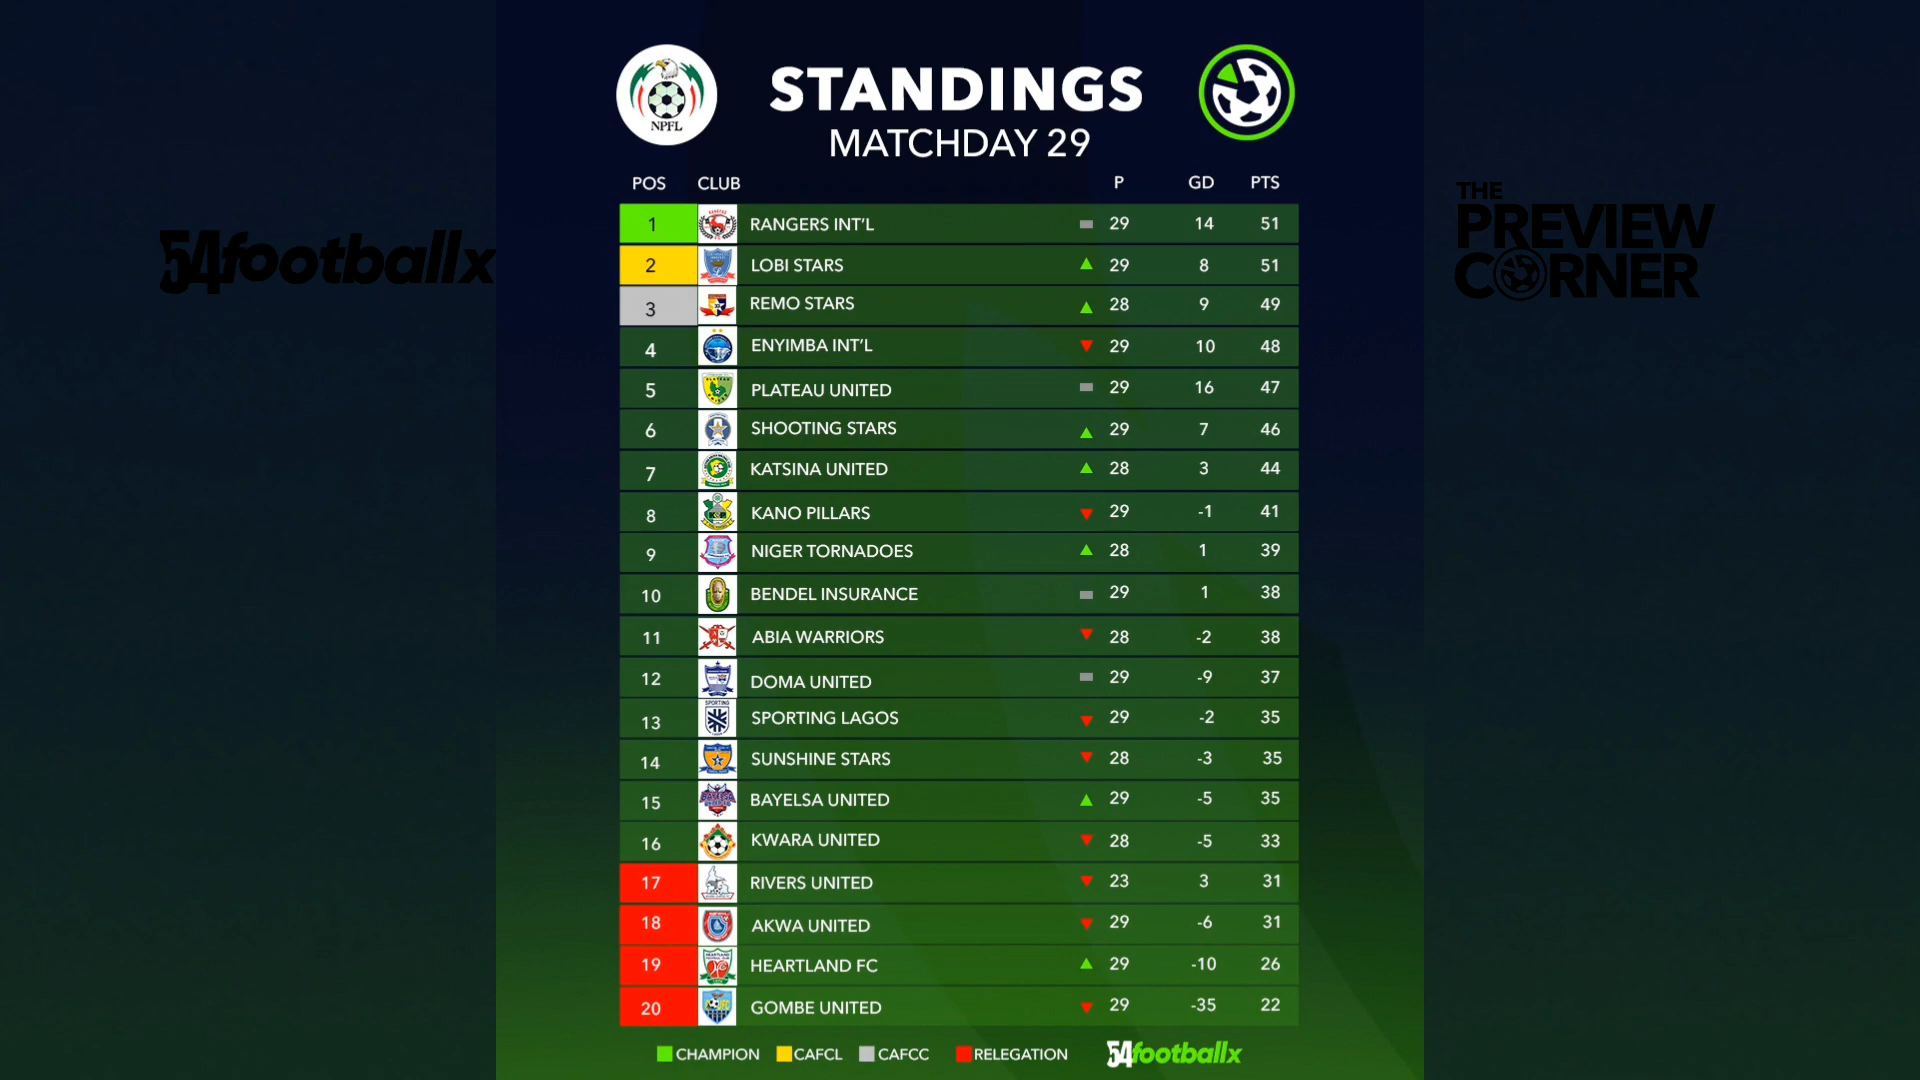 STANDINGS
MATCHDAY 29
NPFL
54footballx
THE
PREVIEW
CORNER
POS CLUB P GD PTS
1 RANGERS INT'L 29 14 51
2 LOBI STARS 29 8 51
3 REMO STARS 28 9 49
4 ENYIMBA INT'L 29 10 48
5 PLATEAU UNITED 29 16 47
6 SHOOTING STARS 29 7 46
7 KATSINA UNITED 28 3 44
8 KANO PILLARS 29 -1 41
9 NIGER TORNADOES 28 1 39
10 BENDEL INSURANCE 29 1 38
11 ABIA WARRIORS 28 -2 38
12 DOMA UNITED 29 -9 37
13 SPORTING LAGOS 29 -2 35
14 SUNSHINE STARS 28 -3 35
15 BAYELSA UNITED 29 -5 35
16 KWARA UNITED 28 -5 33
17 RIVERS UNITED 23 3 31
18 AKWA UNITED 29 -6 31
19 HEARTLAND FC 29 -10 26
20 GOMBE UNITED 29 -35 22
CHAMPION CAFCL CAFCC RELEGATION 54footballx